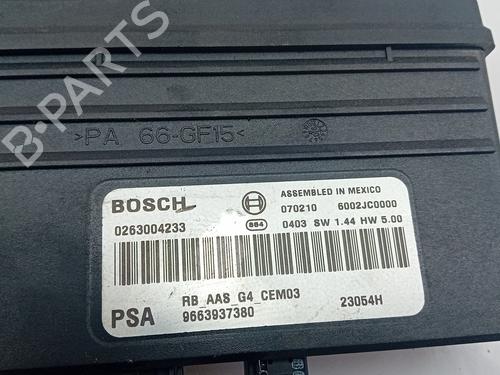 B-PARTS
>PA 66-GF15<
BOSCH
ASSEMBLED IN MEXICO
070210 6002JC0000
0263004233
864 0403 SW 1.44 HW 5.00
RB_AAS_G4_CEM03
23054H
PSA
9663937380